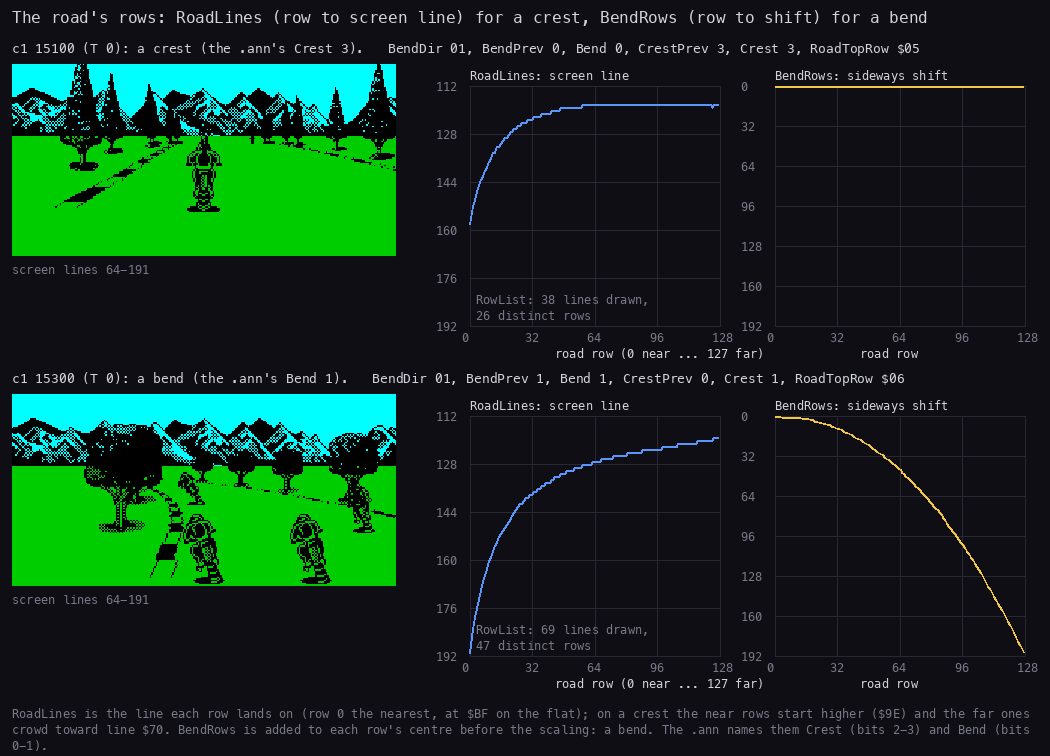 The road's rows: RoadLines (row to screen line) for a crest, BendRows (row to shift) for a bend
c1 15100 (T 0): a crest (the .ann's Crest 3).   BendDir 01, BendPrev 0, Bend 0, CrestPrev 3, Crest 3, RoadTopRow $05
RoadLines: screen line
BendRows: sideways shift
112
128
144
160
176
192
0
32
64
96
128
160
192
RowList: 38 lines drawn,
26 distinct rows
0 32 64 96 128
0 32 64 96 128
road row (0 near ... 127 far)
road row
screen lines 64–191
c1 15300 (T 0): a bend (the .ann's Bend 1).   BendDir 01, BendPrev 1, Bend 1, CrestPrev 0, Crest 1, RoadTopRow $06
RoadLines: screen line
BendRows: sideways shift
112
128
144
160
176
192
0
32
64
96
128
160
192
RowList: 69 lines drawn,
47 distinct rows
0 32 64 96 128
0 32 64 96 128
road row (0 near ... 127 far)
road row
screen lines 64–191
RoadLines is the line each row lands on (row 0 the nearest, at $BF on the flat); on a crest the near rows start higher ($9E) and the far ones
crowd toward line $70. BendRows is added to each row's centre before the scaling: a bend. The .ann names them Crest (bits 2–3) and Bend (bits
0–1).